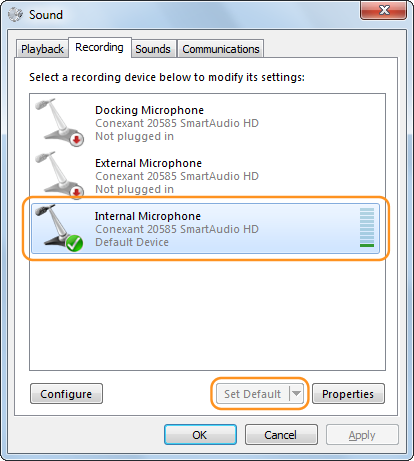 Sound
Playback Recording Sounds Communications
Select a recording device below to modify its settings:
Docking Microphone
Conexant 20585 SmartAudio HD
Not plugged in
External Microphone
Conexant 20585 SmartAudio HD
Not plugged in
Internal Microphone
Conexant 20585 SmartAudio HD
Default Device
Configure Set Default Properties
OK Cancel Apply